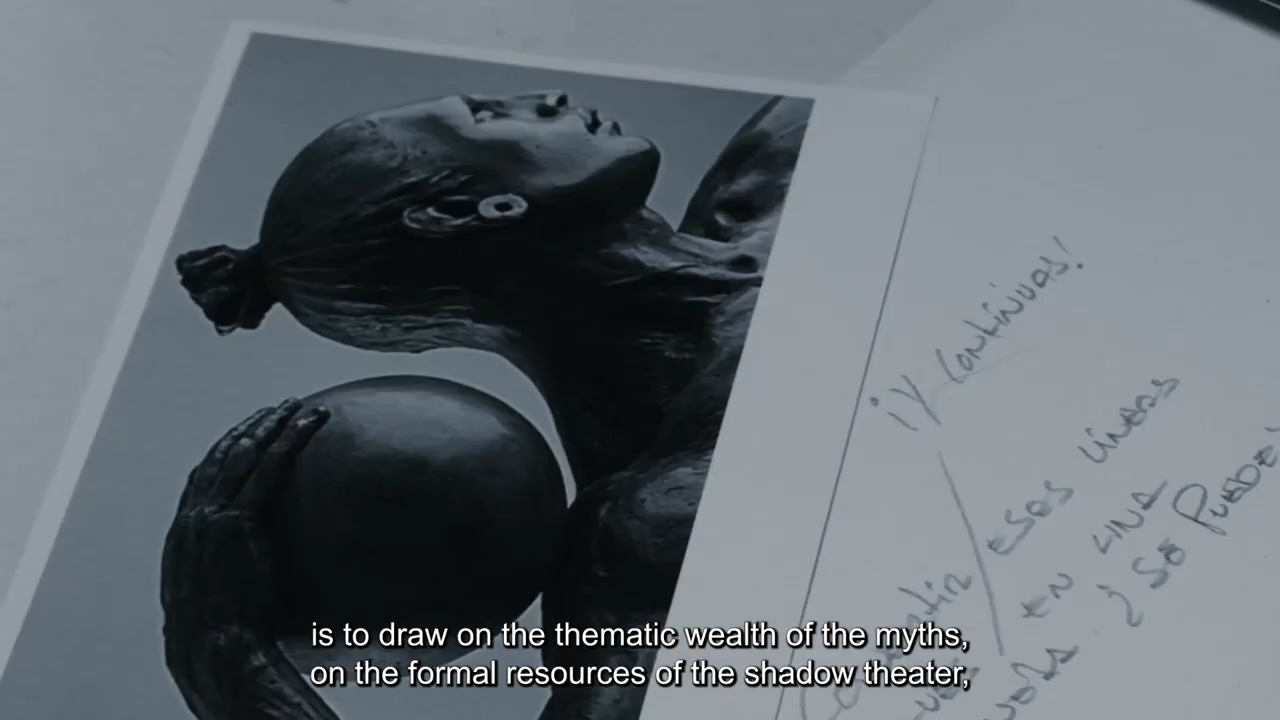 ¡Y CONTINUAS!
ESAS LÍNEAS
EN UNA
¿SE PUEDE
is to draw on the thematic wealth of the myths,
on the formal resources of the shadow theater,